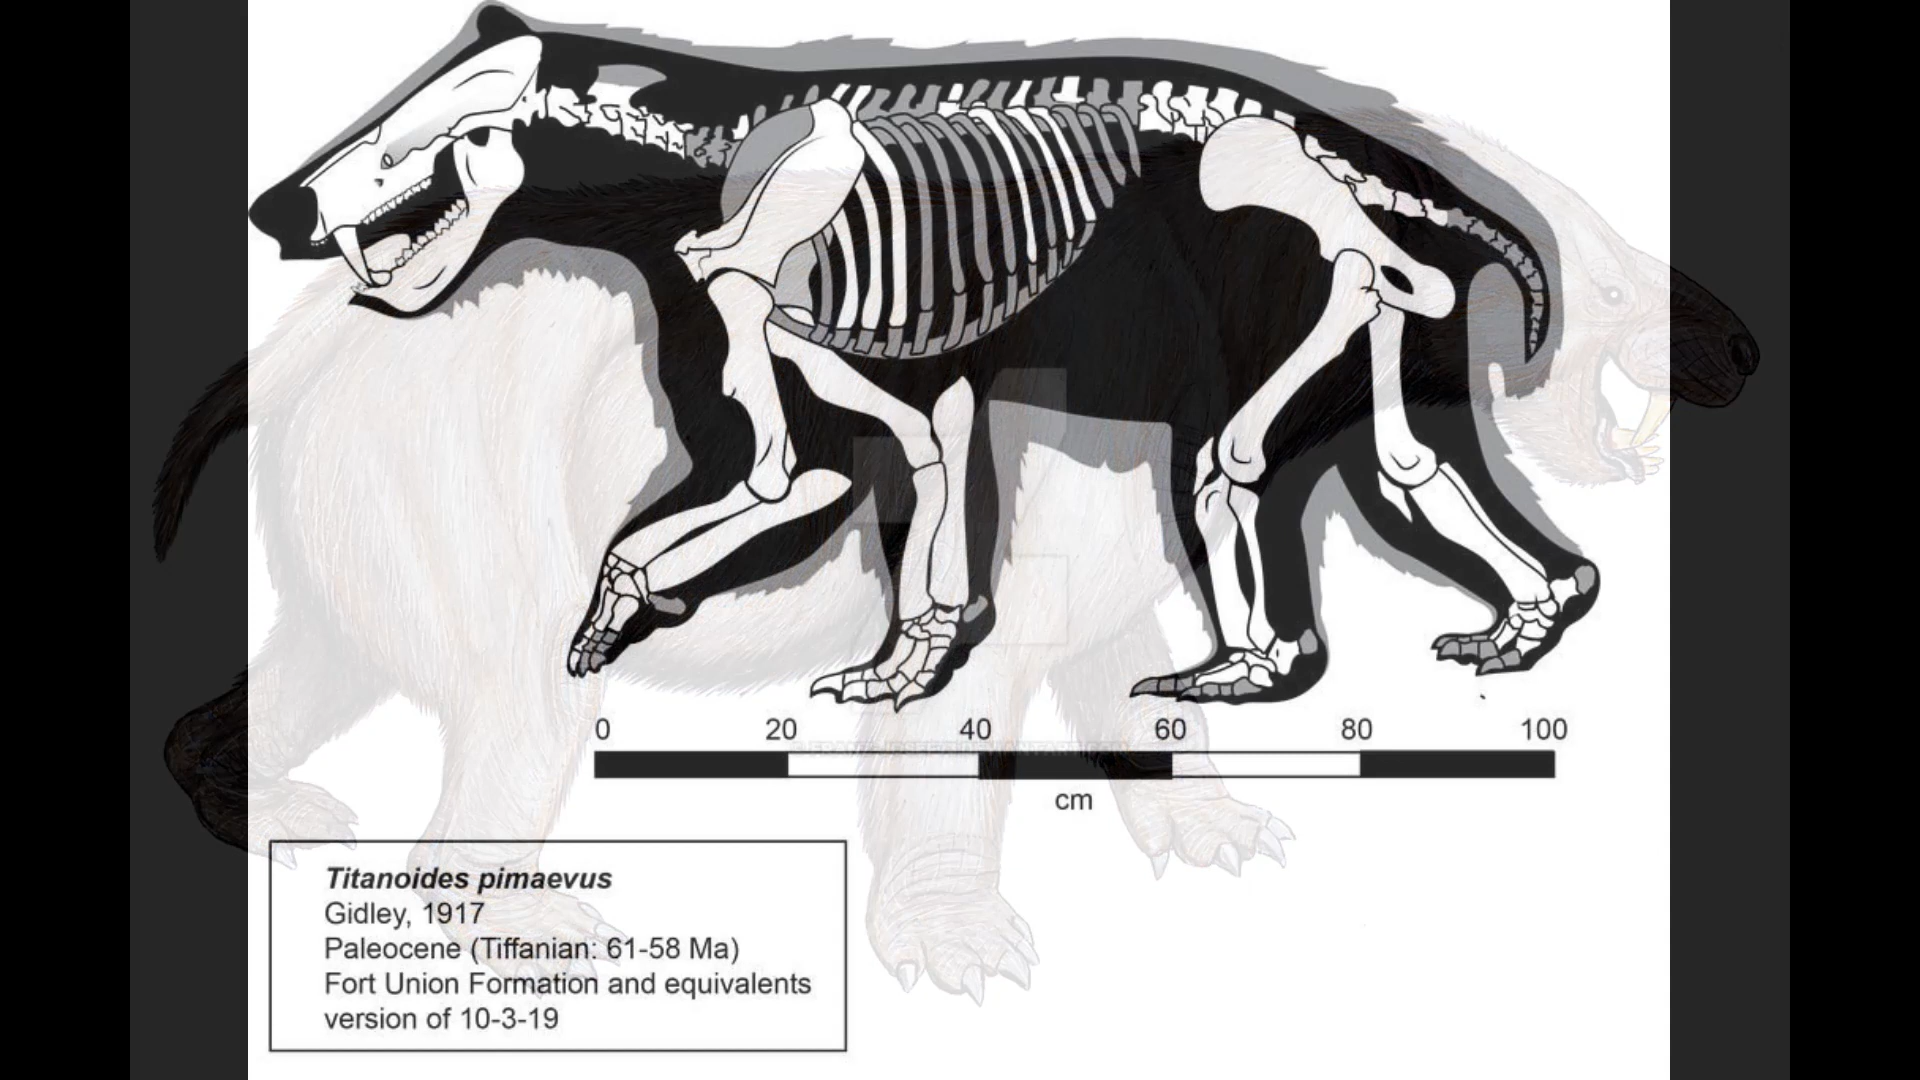 0 20 40 60 80 100
cm
Titanoides pimaevus
Gidley, 1917
Paleocene (Tiffanian: 61-58 Ma)
Fort Union Formation and equivalents
version of 10-3-19